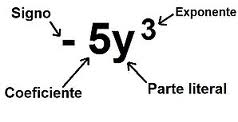 Signo
Exponente
- 5y³
Coeficiente
Parte literal